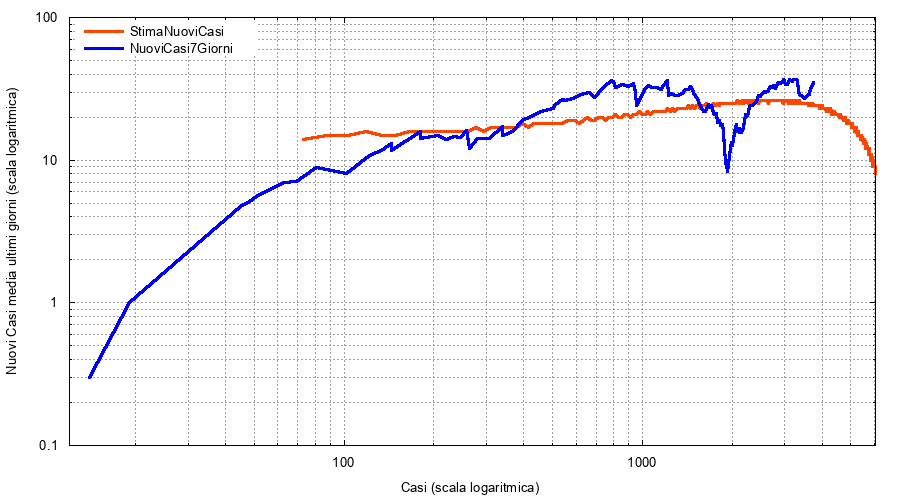 100
10
1
0.1
100
1000
StimaNuoviCasi
NuoviCasi7Giorni
Nuovi Casi media ultimi giorni (scala logaritmica)
Casi (scala logaritmica)